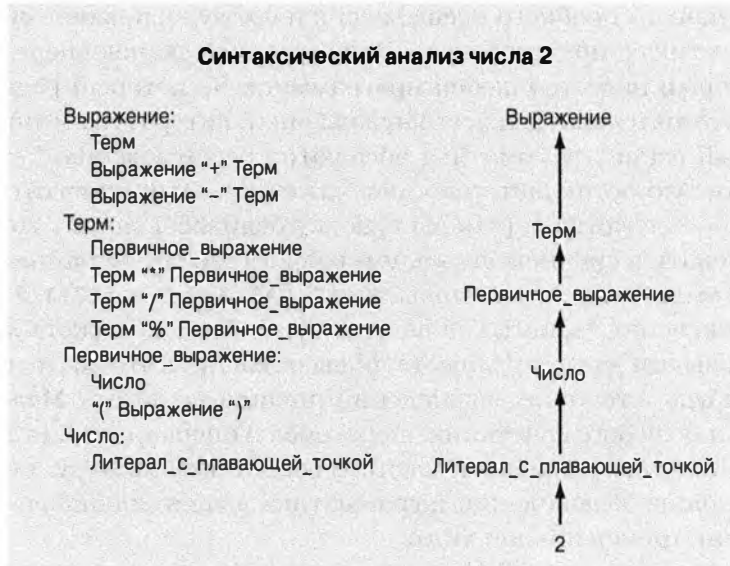 Синтаксический анализ числа 2
Выражение:
Терм
Выражение “+” Терм
Выражение “–” Терм
Терм:
Первичное_выражение
Терм “*” Первичное_выражение
Терм “/” Первичное_выражение
Терм “%” Первичное_выражение
Первичное_выражение:
Число
“(” Выражение “)”
Число:
Литерал_с_плавающей_точкой
Выражение
Терм
Первичное_выражение
Число
Литерал_с_плавающей_точкой
2